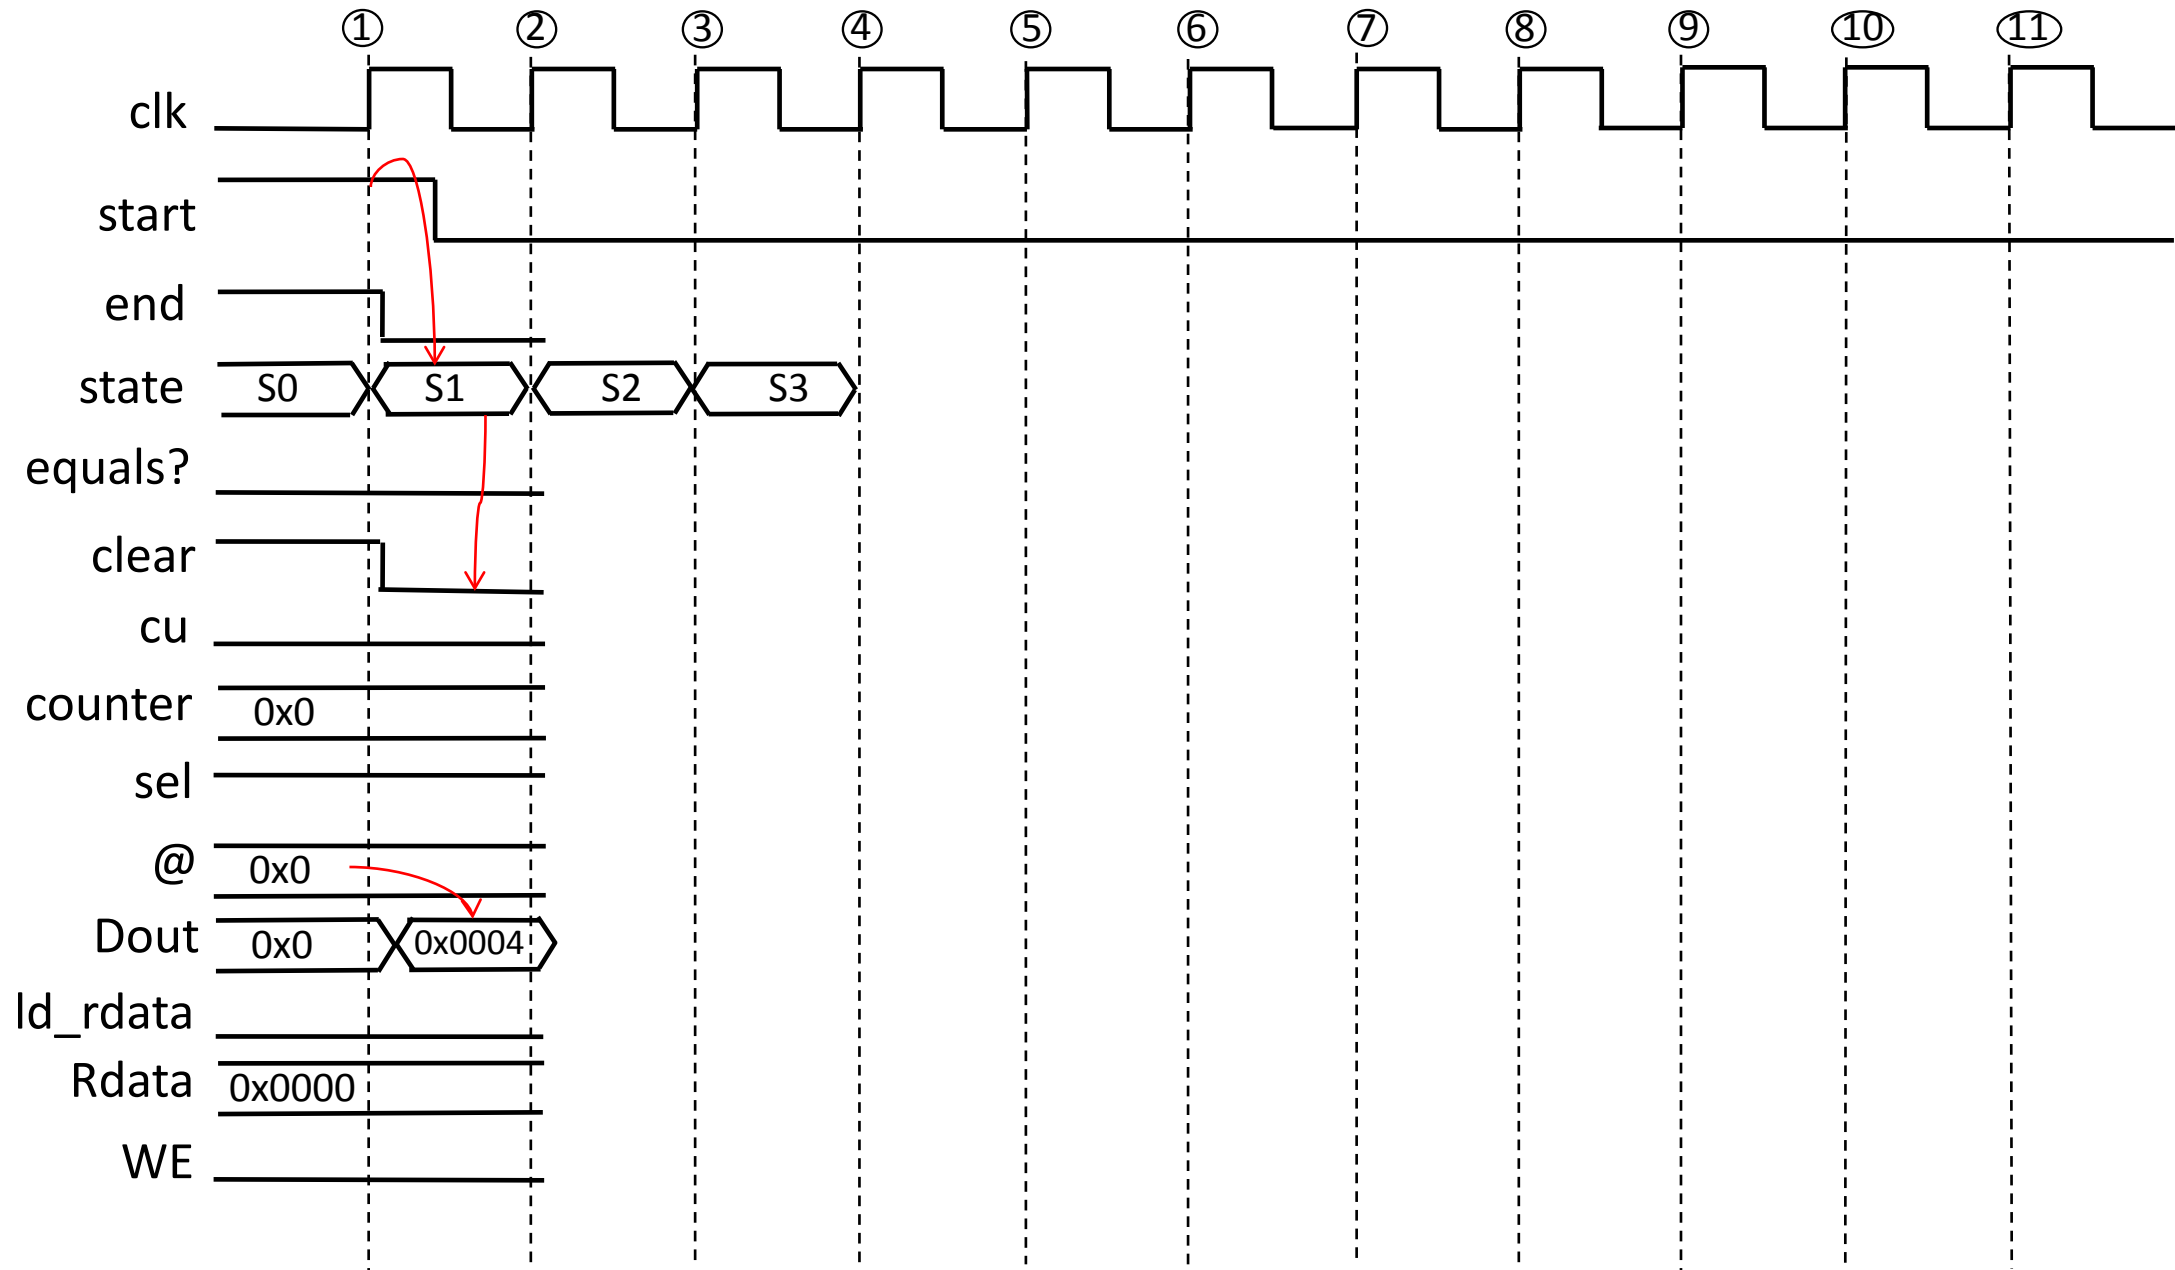 1 2 3 4 5 6 7 8 9 10 11
clk
start
end
state S0 S1 S2 S3
equals?
clear
cu
counter 0x0
sel
@ 0x0
Dout 0x0 0x0004
ld_rdata
Rdata 0x0000
WE